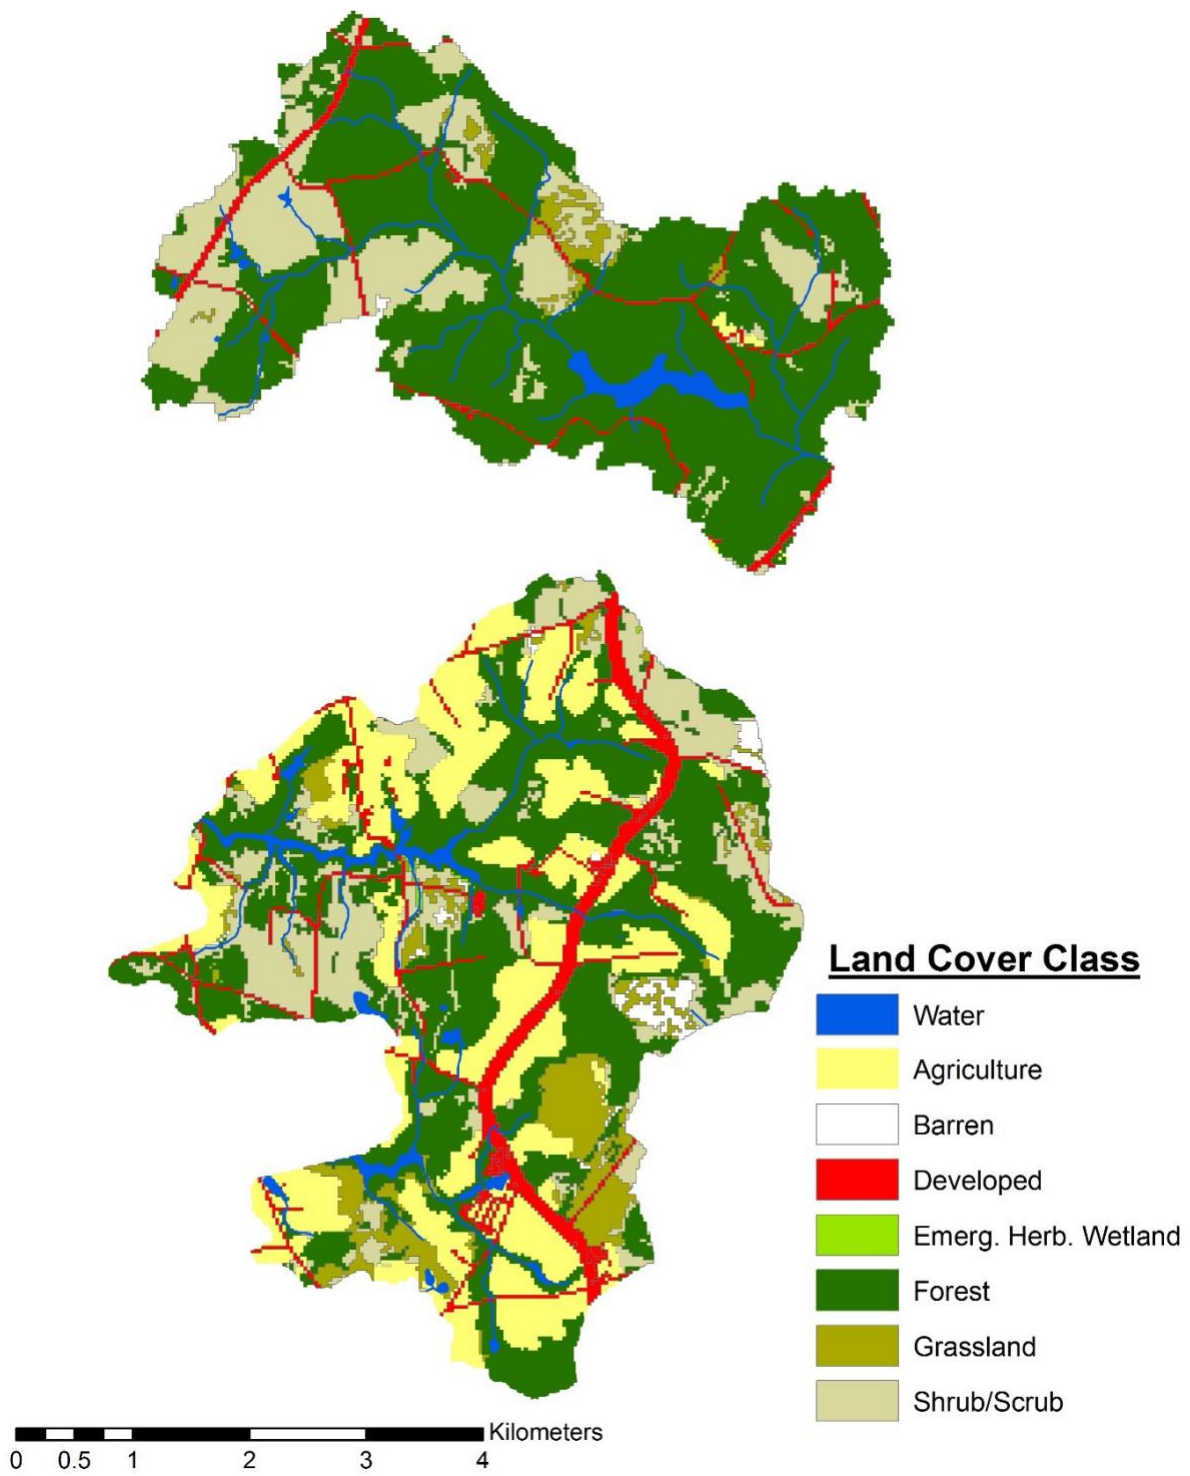 Land Cover Class
Water
Agriculture
Barren
Developed
Emerg. Herb. Wetland
Forest
Grassland
Shrub/Scrub
Kilometers
0 0.5 1 2 3 4